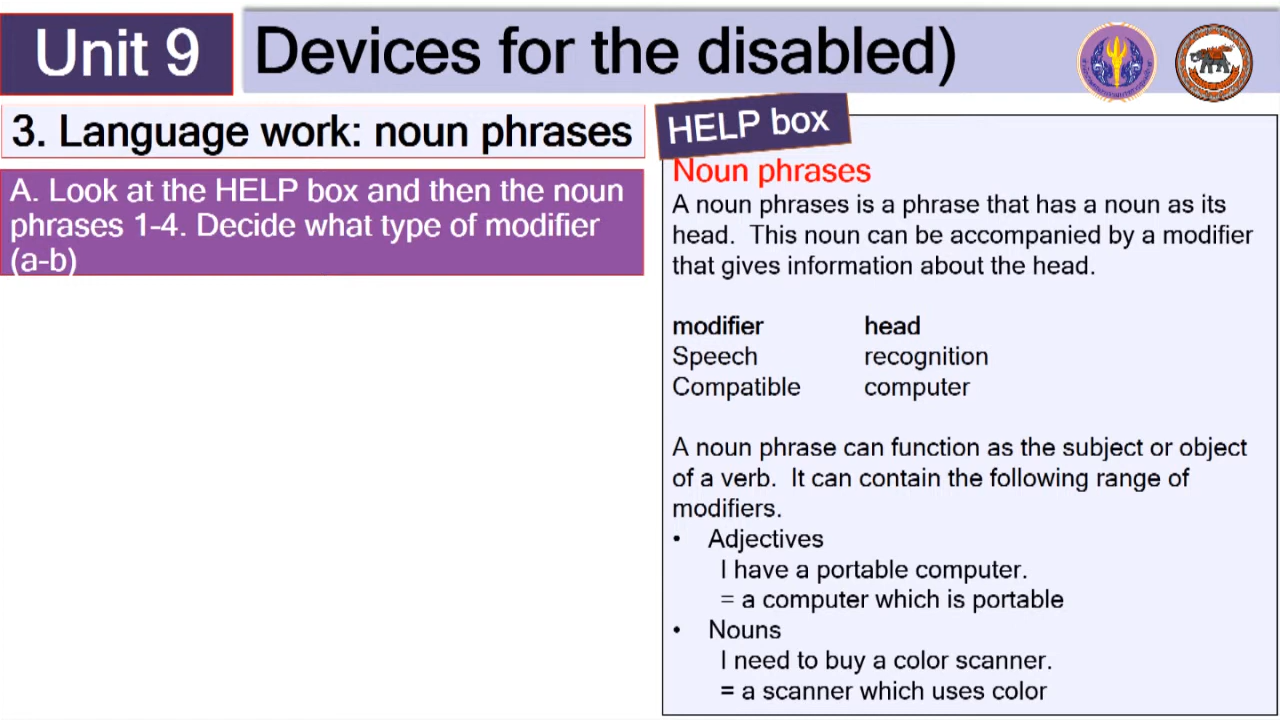 Unit 9
Devices for the disabled)
3. Language work: noun phrases
A. Look at the HELP box and then the noun
phrases 1-4. Decide what type of modifier
(a-b)
HELP box
Noun phrases
A noun phrases is a phrase that has a noun as its
head. This noun can be accompanied by a modifier
that gives information about the head.
modifier head
Speech recognition
Compatible computer
A noun phrase can function as the subject or object
of a verb. It can contain the following range of
modifiers.
• Adjectives
I have a portable computer.
= a computer which is portable
• Nouns
I need to buy a color scanner.
= a scanner which uses color